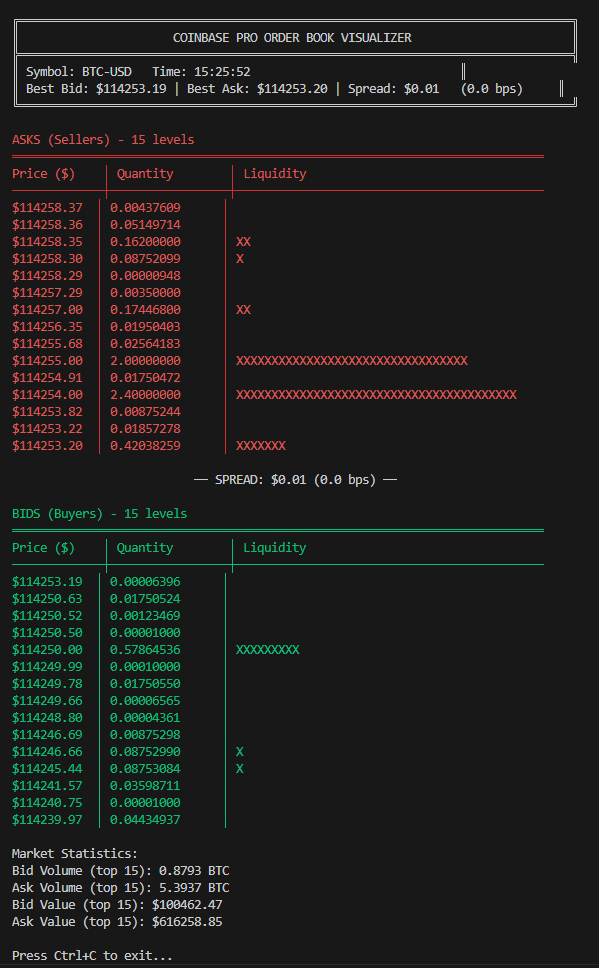 COINBASE PRO ORDER BOOK VISUALIZER
Symbol: BTC-USD   Time: 15:25:52
Best Bid: $114253.19 | Best Ask: $114253.20 | Spread: $0.01   (0.0 bps)
ASKS (Sellers) - 15 levels
Price ($) | Quantity | Liquidity
$114258.37 | 0.00437609 |
$114258.36 | 0.05149714 |
$114258.35 | 0.16200000 | XX
$114258.30 | 0.08752099 | X
$114258.29 | 0.00000948 |
$114257.29 | 0.00350000 |
$114257.00 | 0.17446800 | XX
$114256.35 | 0.01950403 |
$114255.68 | 0.02564183 |
$114255.00 | 2.00000000 | XXXXXXXXXXXXXXXXXXXXXXXXXXXXXXXXX
$114254.91 | 0.01750472 |
$114254.00 | 2.40000000 | XXXXXXXXXXXXXXXXXXXXXXXXXXXXXXXXXXXXXXXX
$114253.82 | 0.00875244 |
$114253.22 | 0.01857278 |
$114253.20 | 0.42038259 | XXXXXXX
── SPREAD: $0.01 (0.0 bps) ──
BIDS (Buyers) - 15 levels
Price ($) | Quantity | Liquidity
$114253.19 | 0.00006396 |
$114250.63 | 0.01750524 |
$114250.52 | 0.00123469 |
$114250.50 | 0.00001000 |
$114250.00 | 0.57864536 | XXXXXXXXX
$114249.99 | 0.00010000 |
$114249.78 | 0.01750550 |
$114249.66 | 0.00006565 |
$114248.80 | 0.00004361 |
$114246.69 | 0.00875298 |
$114246.66 | 0.08752990 | X
$114245.44 | 0.08753084 | X
$114241.57 | 0.03598711 |
$114240.75 | 0.00001000 |
$114239.97 | 0.04434937 |
Market Statistics:
Bid Volume (top 15): 0.8793 BTC
Ask Volume (top 15): 5.3937 BTC
Bid Value (top 15): $100462.47
Ask Value (top 15): $616258.85
Press Ctrl+C to exit...